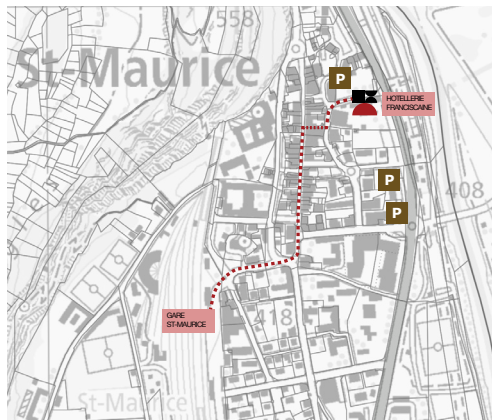 558
St-Maurice
P
HOTELLERIE
FRANCISCAINE
P
408
P
GARE
ST-MAURICE
418
St-Maurice